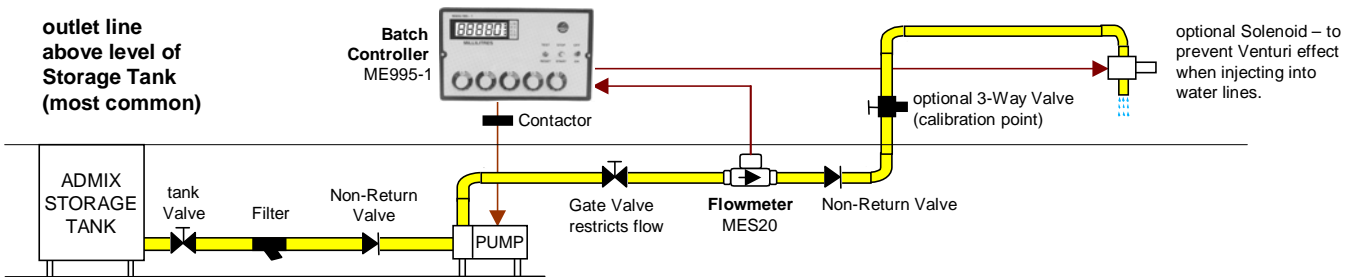 outlet line
above level of
Storage Tank
(most common)
Batch
Controller
ME995-1
88888
MILLILITRES
Contactor
optional Solenoid – to
prevent Venturi effect
when injecting into
water lines.
optional 3-Way Valve
(calibration point)
ADMIX
STORAGE
TANK
tank
Valve
Filter
Non-Return
Valve
PUMP
Gate Valve
restricts flow
Flowmeter
MES20
Non-Return Valve